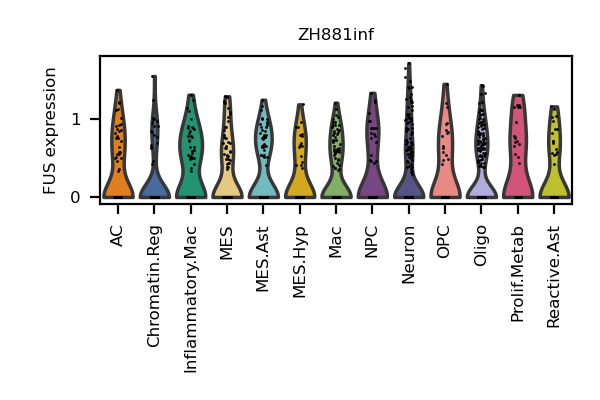 ZH881inf
FUS expression
1
0
AC
Chromatin.Reg
Inflammatory.Mac
MES
MES.Ast
MES.Hyp
Mac
NPC
Neuron
OPC
Oligo
Prolif.Metab
Reactive.Ast